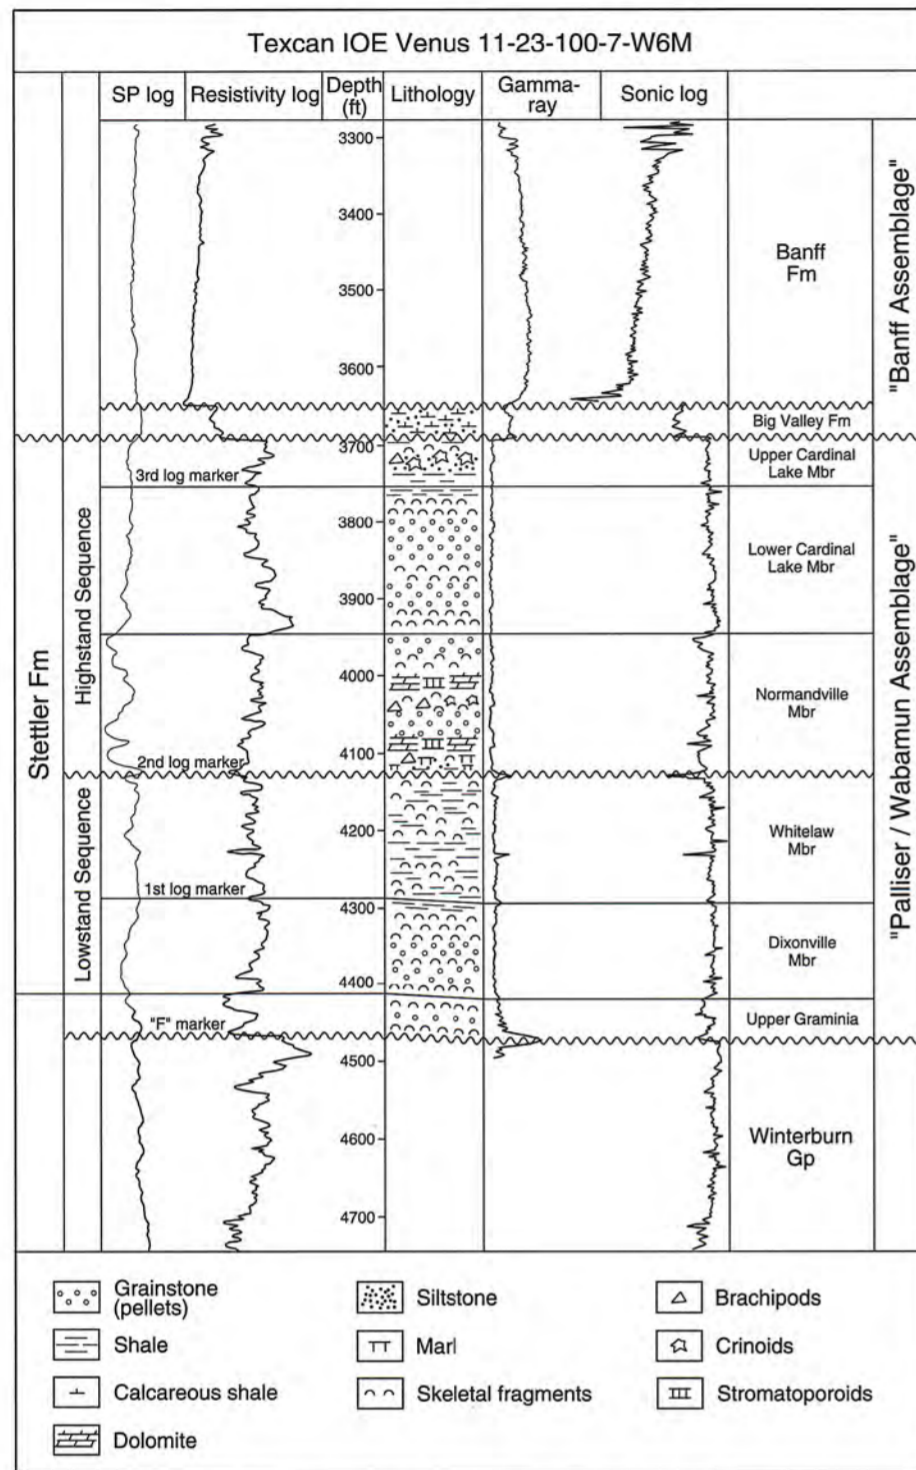 Texcan IOE Venus 11-23-100-7-W6M
SP log
Resistivity log
Depth
(ft)
Lithology
Gamma-
ray
Sonic log
3300
3400
3500
3600
3700
3800
3900
4000
4100
4200
4300
4400
4500
4600
4700
Stettler Fm
Highstand Sequence
Lowstand Sequence
3rd log marker
2nd log marker
1st log marker
"F" marker
Banff
Fm
Big Valley Fm
Upper Cardinal
Lake Mbr
Lower Cardinal
Lake Mbr
Normandville
Mbr
Whitelaw
Mbr
Dixonville
Mbr
Upper Graminia
Winterburn
Gp
"Banff Assemblage"
"Palliser / Wabamun Assemblage"
Grainstone
(pellets)
Shale
Calcareous shale
Dolomite
Siltstone
Marl
Skeletal fragments
Brachipods
Crinoids
Stromatoporoids